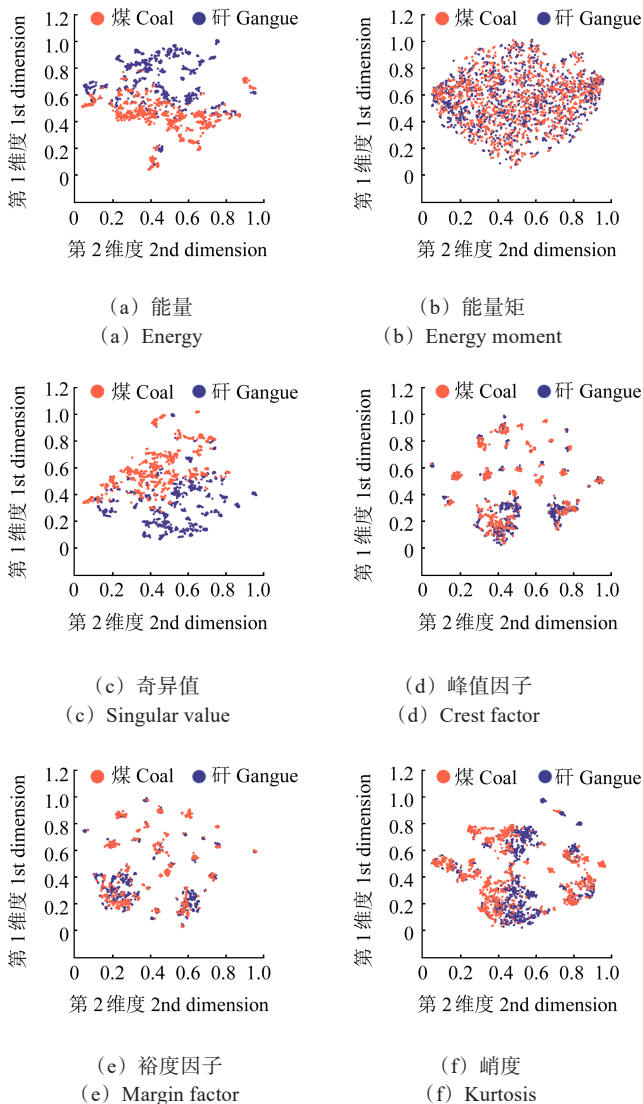 1.2
煤 Coal
矸 Gangue
1.0
0.8
0.6
0.4
0.2
0
第 1 维度 1st dimension
0 0.2 0.4 0.6 0.8 1.0
第 2 维度 2nd dimension
(a) 能量
(a) Energy
1.2
煤 Coal
矸 Gangue
1.0
0.8
0.6
0.4
0.2
0
第 1 维度 1st dimension
0 0.2 0.4 0.6 0.8 1.0
第 2 维度 2nd dimension
(b) 能量矩
(b) Energy moment
1.2
煤 Coal
矸 Gangue
1.0
0.8
0.6
0.4
0.2
0
第 1 维度 1st dimension
0 0.2 0.4 0.6 0.8 1.0
第 2 维度 2nd dimension
(c) 奇异值
(c) Singular value
1.2
煤 Coal
矸 Gangue
1.0
0.8
0.6
0.4
0.2
0
第 1 维度 1st dimension
0 0.2 0.4 0.6 0.8 1.0
第 2 维度 2nd dimension
(d) 峰值因子
(d) Crest factor
1.2
煤 Coal
矸 Gangue
1.0
0.8
0.6
0.4
0.2
0
第 1 维度 1st dimension
0 0.2 0.4 0.6 0.8 1.0
第 2 维度 2nd dimension
(e) 裕度因子
(e) Margin factor
1.2
煤 Coal
矸 Gangue
1.0
0.8
0.6
0.4
0.2
0
第 1 维度 1st dimension
0 0.2 0.4 0.6 0.8 1.0
第 2 维度 2nd dimension
(f) 峭度
(f) Kurtosis